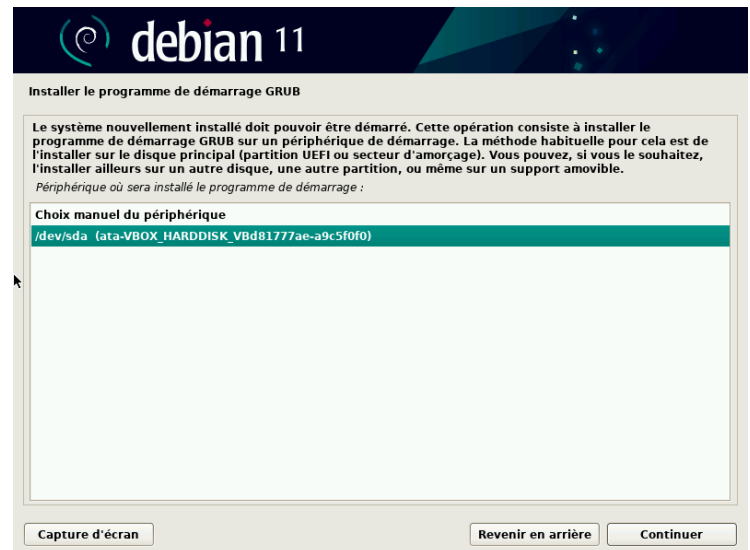 debian 11
Installer le programme de démarrage GRUB
Le système nouvellement installé doit pouvoir être démarré. Cette opération consiste à installer le
programme de démarrage GRUB sur un périphérique de démarrage. La méthode habituelle pour cela est de
l'installer sur le disque principal (partition UEFI ou secteur d'amorçage). Vous pouvez, si vous le souhaitez,
l'installer ailleurs sur un autre disque, une autre partition, ou même sur un support amovible.
Périphérique où sera installé le programme de démarrage :
Choix manuel du périphérique
/dev/sda (ata-VBOX_HARDDISK_VBd81777ae-a9c5f0f0)
Capture d'écran
Revenir en arrière
Continuer